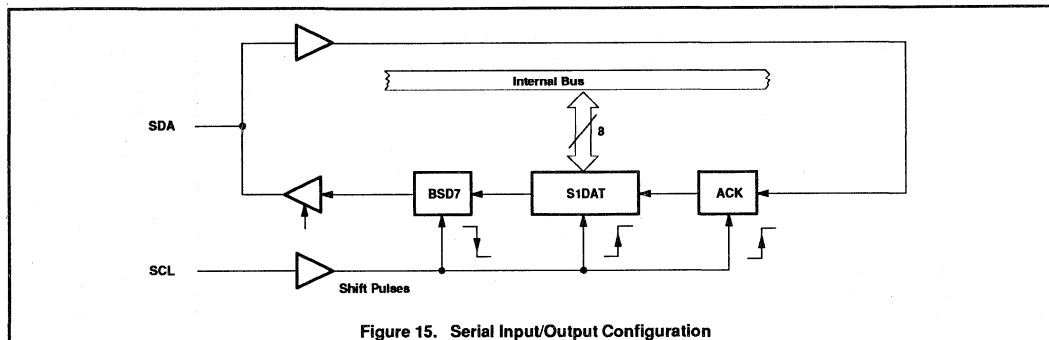 Internal Bus
SDA
8
BSD7
S1DAT
ACK
SCL
Shift Pulses
Figure 15. Serial Input/Output Configuration